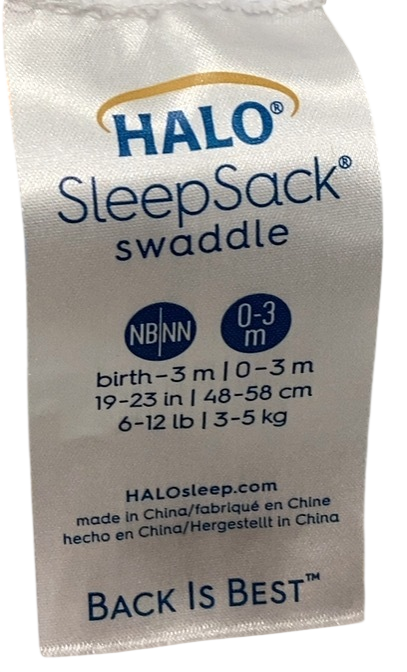 HALO®
SleepSack®
swaddle
NB|NN 0-3 m
birth-3 m | 0-3 m
19-23 in | 48-58 cm
6-12 lb | 3-5 kg
HALOsleep.com
made in China/fabriqué en Chine
hecho en China/Hergestellt in China
BACK IS BEST™